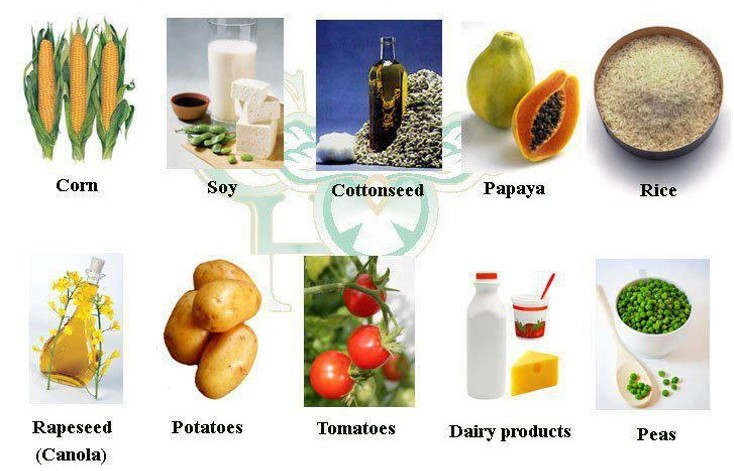 Corn
Soy
Cottonseed
Papaya
Rice
Rapeseed
(Canola)
Potatoes
Tomatoes
Dairy products
Peas